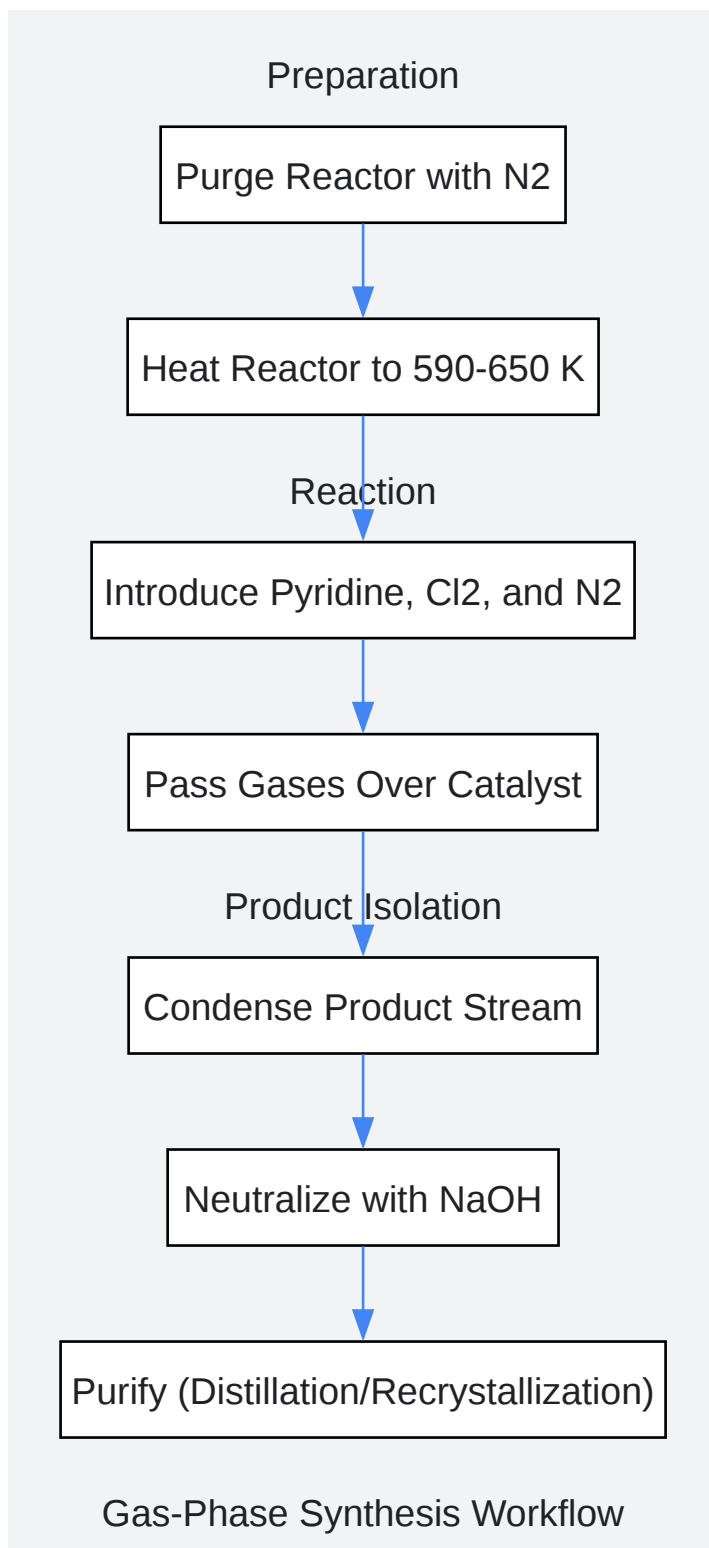 Preparation
Purge Reactor with N2
Heat Reactor to 590-650 K
Reaction
Introduce Pyridine, Cl2, and N2
Pass Gases Over Catalyst
Product Isolation
Condense Product Stream
Neutralize with NaOH
Purify (Distillation/Recrystallization)
Gas-Phase Synthesis Workflow